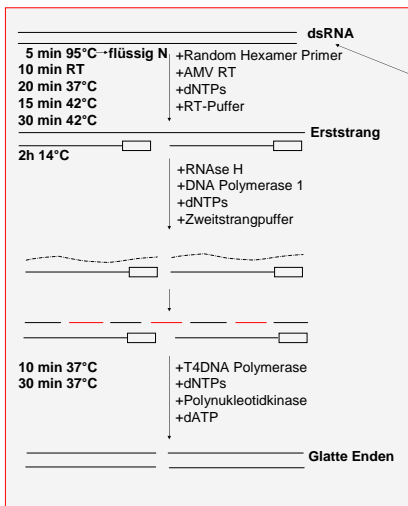 dsRNA
5 min 95°C→flüssig N
10 min RT
20 min 37°C
15 min 42°C
30 min 42°C
+Random Hexamer Primer
+AMV RT
+dNTPs
+RT-Puffer
Erststrang
2h 14°C
+RNAse H
+DNA Polymerase 1
+dNTPs
+Zweitstrangpuffer
10 min 37°C
30 min 37°C
+T4DNA Polymerase
+dNTPs
+Polynukleotidkinase
+dATP
Glatte Enden